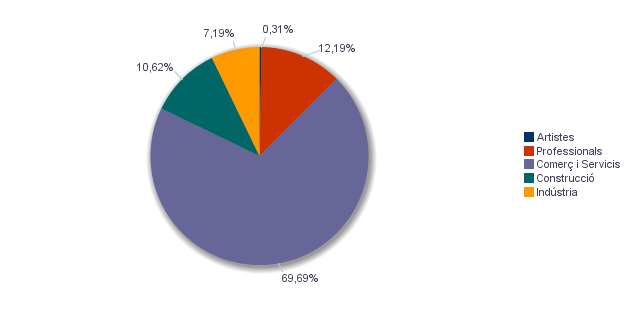 7,19%
0,31%
12,19%
10,62%
69,69%
Artistes
Professionals
Comerç i Servicis
Construcció
Indústria